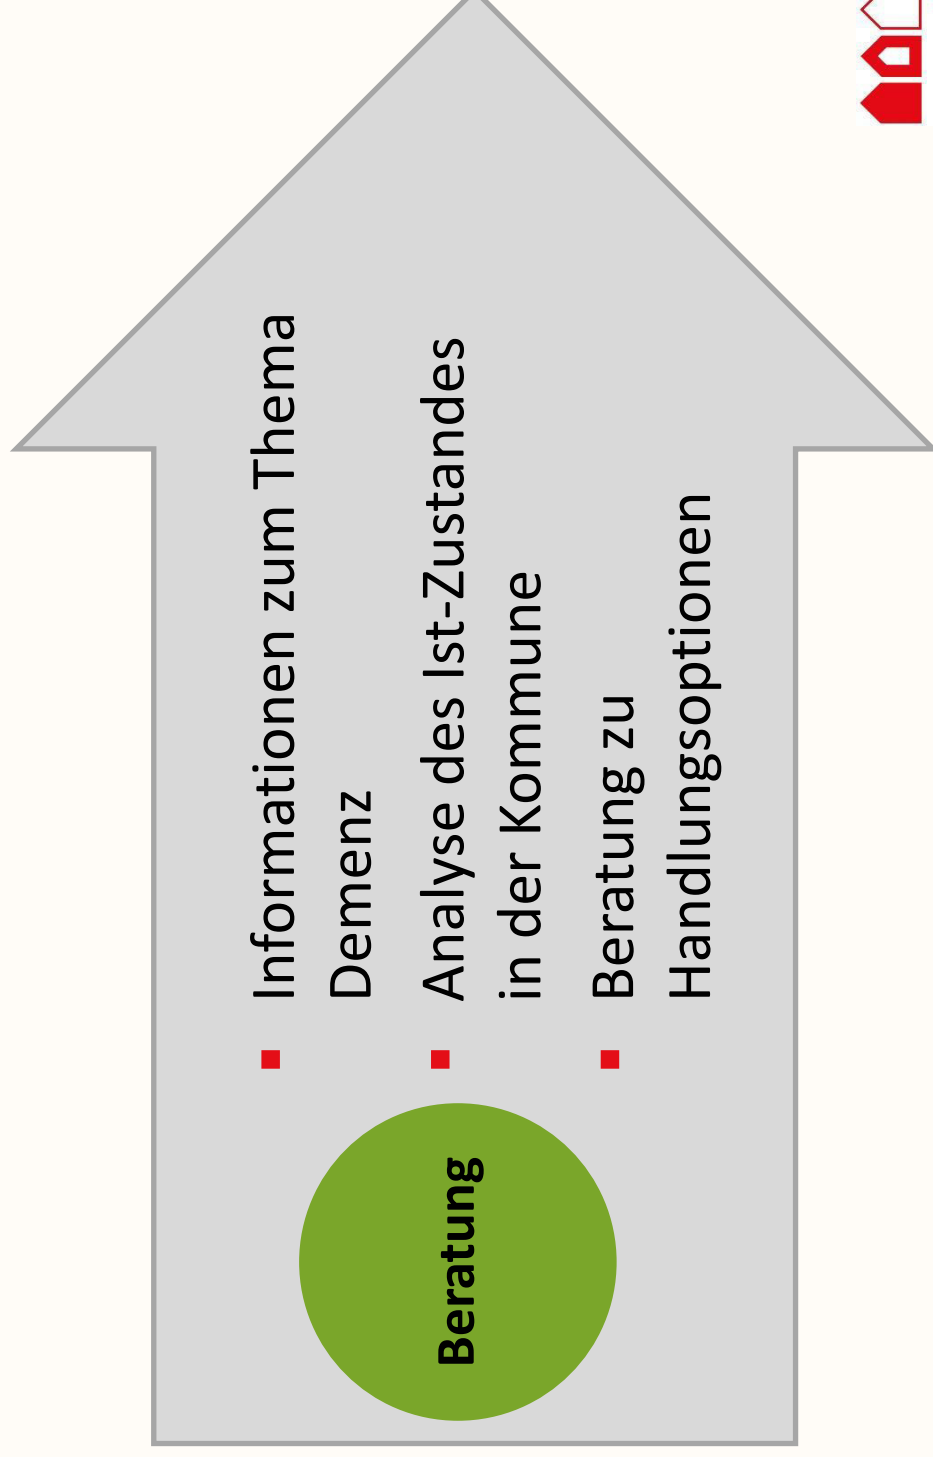 Beratung
Informationen zum Thema
Demenz
Analyse des Ist-Zustandes
in der Kommune
Beratung zu
Handlungsoptionen